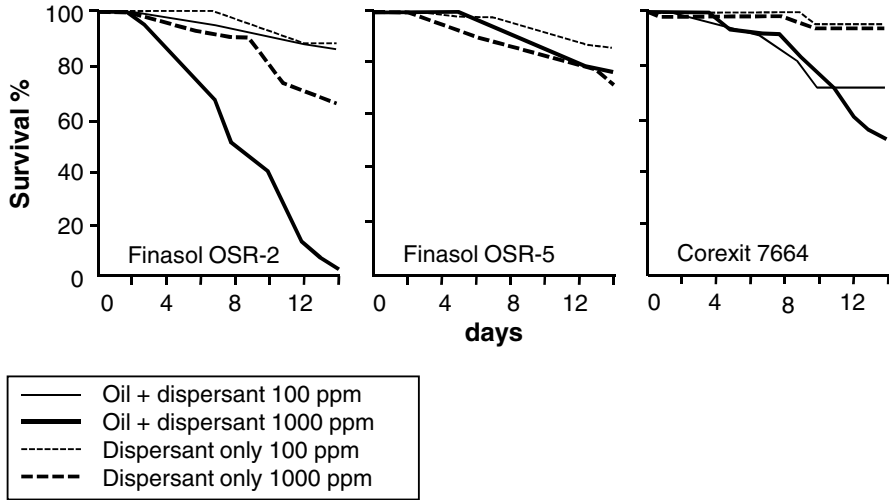 Survival %
100
80
60
40
20
0
Finasol OSR-2
Finasol OSR-5
Corexit 7664
0 4 8 12
0 4 8 12
0 4 8 12
days
Oil + dispersant 100 ppm
Oil + dispersant 1000 ppm
Dispersant only 100 ppm
Dispersant only 1000 ppm